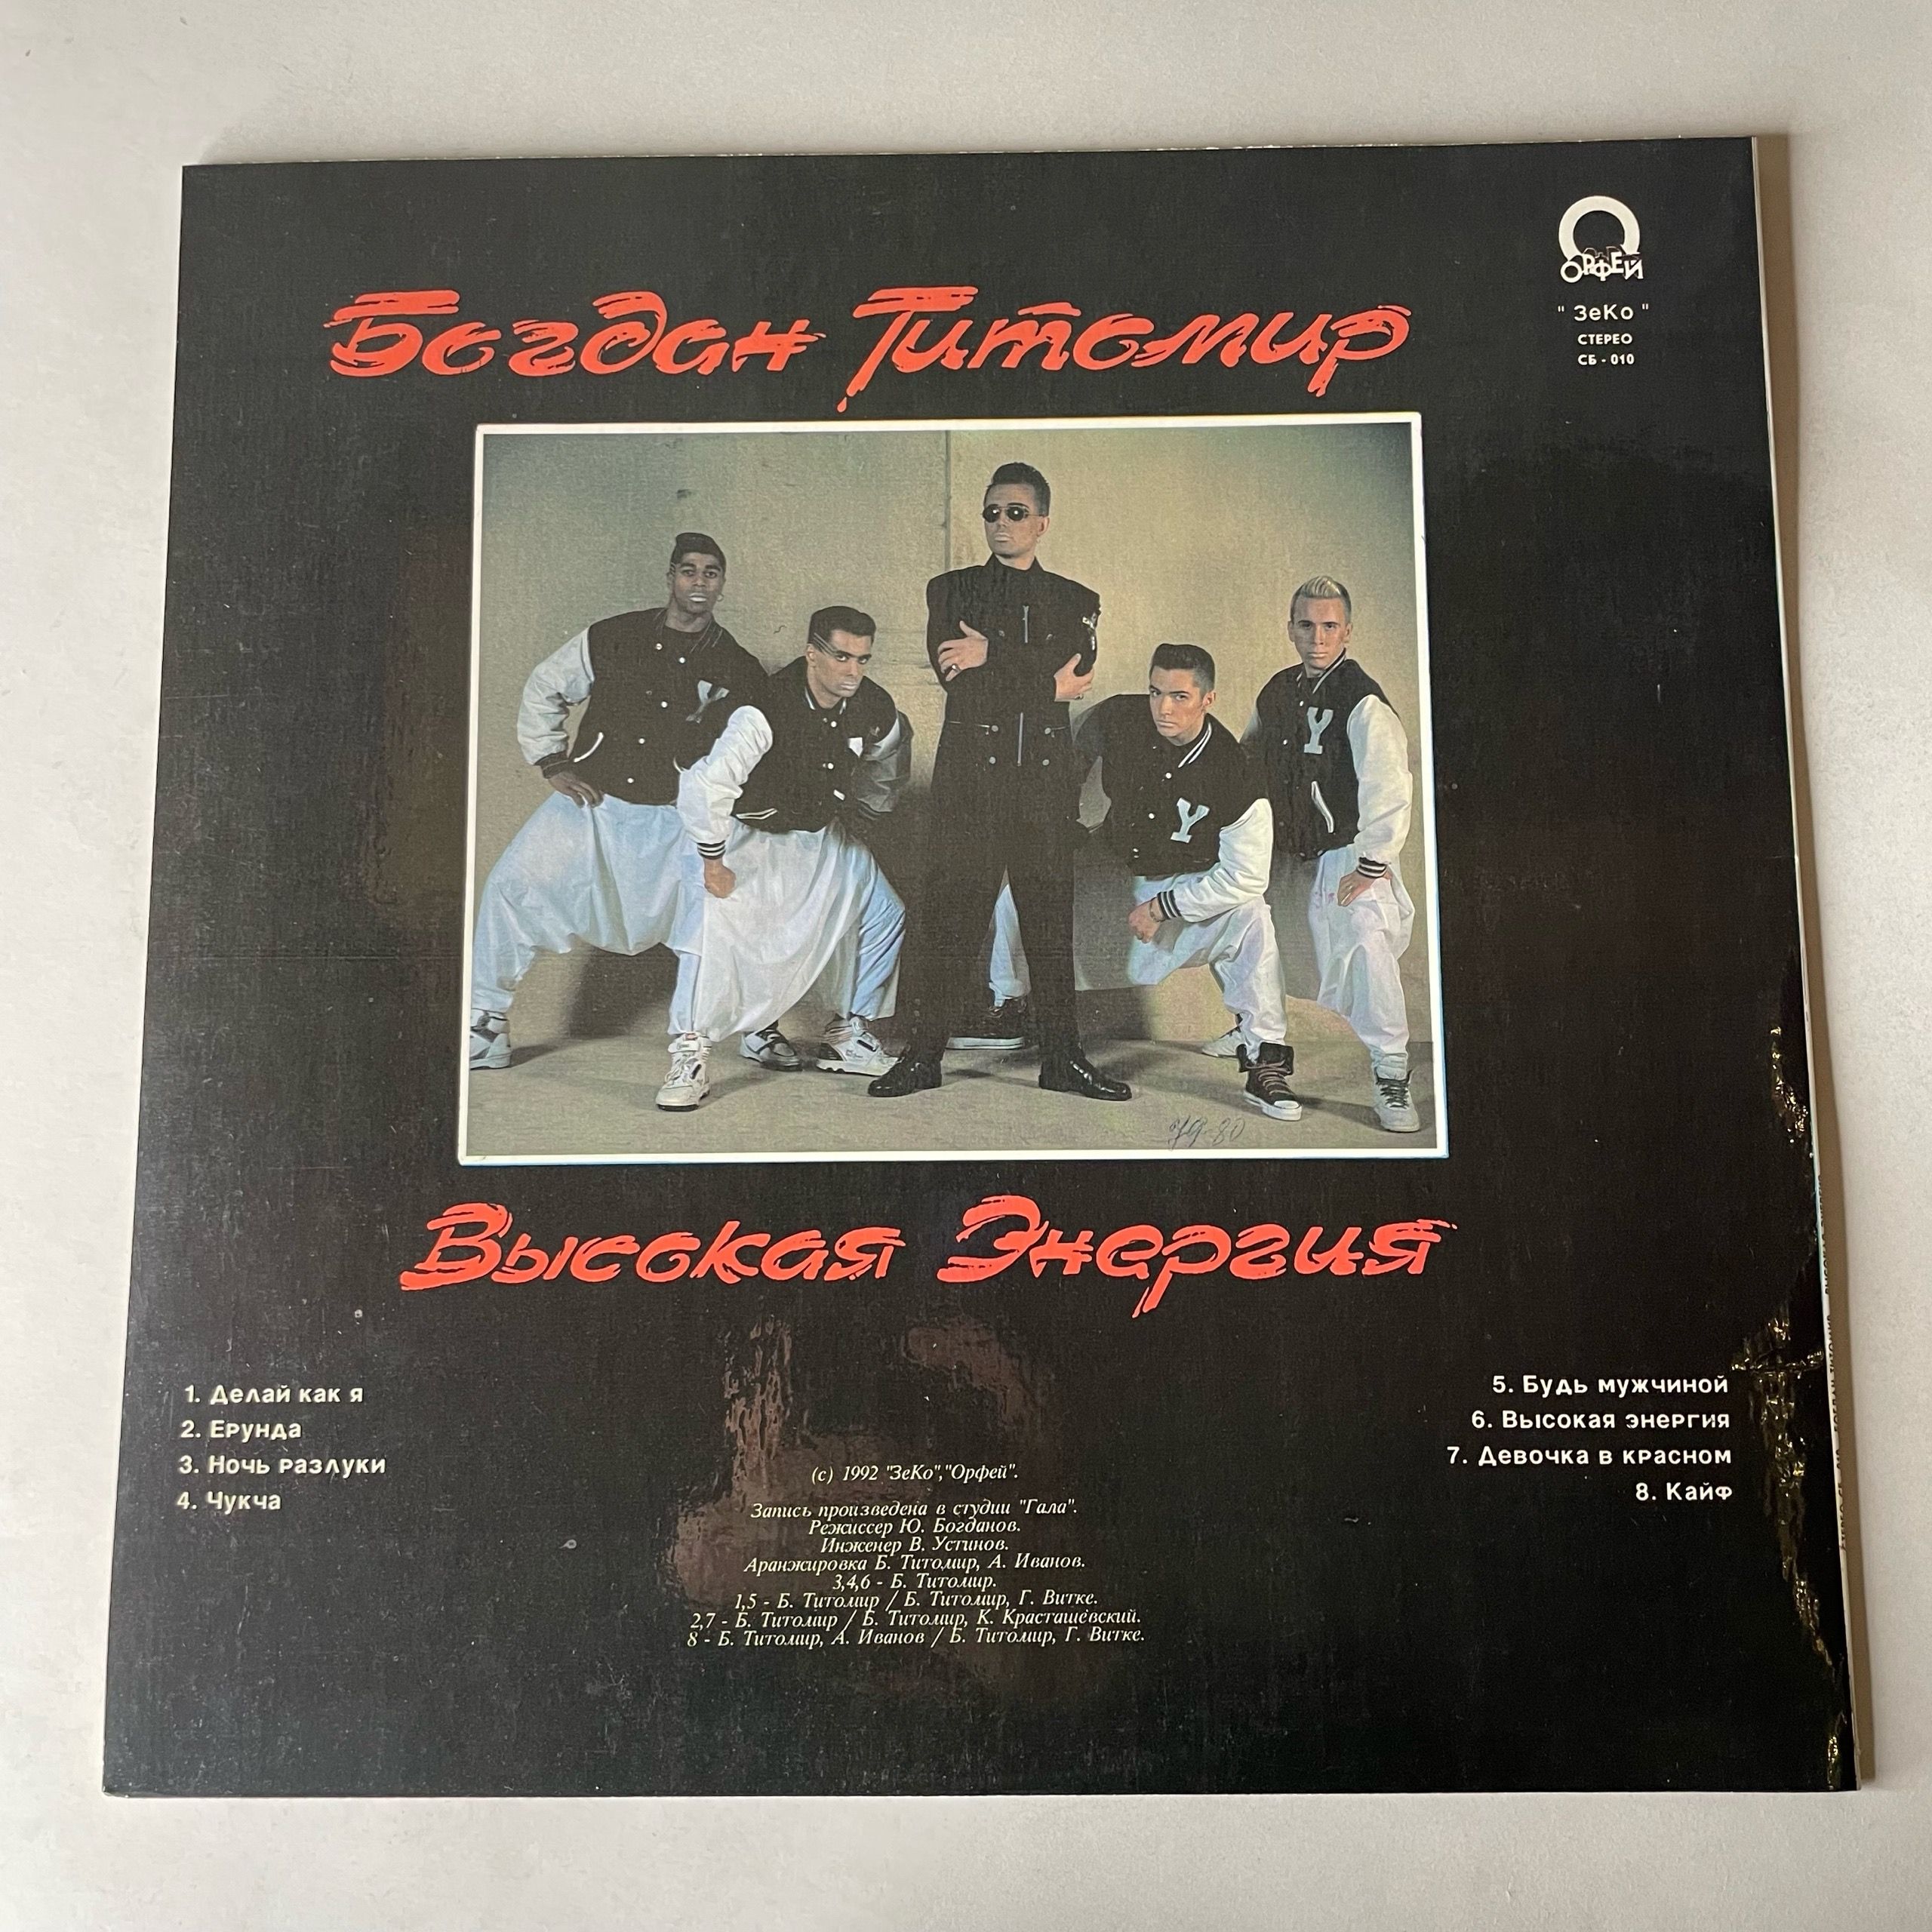 ОРФЕЙ
" ЗеКо "
СТЕРЕО
СБ - 010
Богдан Титомир
Y
Y
Y
Высокая Энергия
1. Делай как я
2. Ерунда
3. Ночь разлуки
4. Чукча
5. Будь мужчиной
6. Высокая энергия
7. Девочка в красном
8. Кайф
(с) 1992 "ЗеКо","Орфей".
Запись произведена в студии "Гала".
Режиссер Ю. Богданов.
Инженер В. Устинов.
Аранжировка Б. Титомир, А. Иванов.
3,4,6 - Б. Титомир.
1,5 - Б. Титомир / Б. Титомир, Г. Витке.
2,7 - Б. Титомир / Б. Титомир, К. Красташевский.
8 - Б. Титомир, А. Иванов / Б. Титомир, Г. Витке.